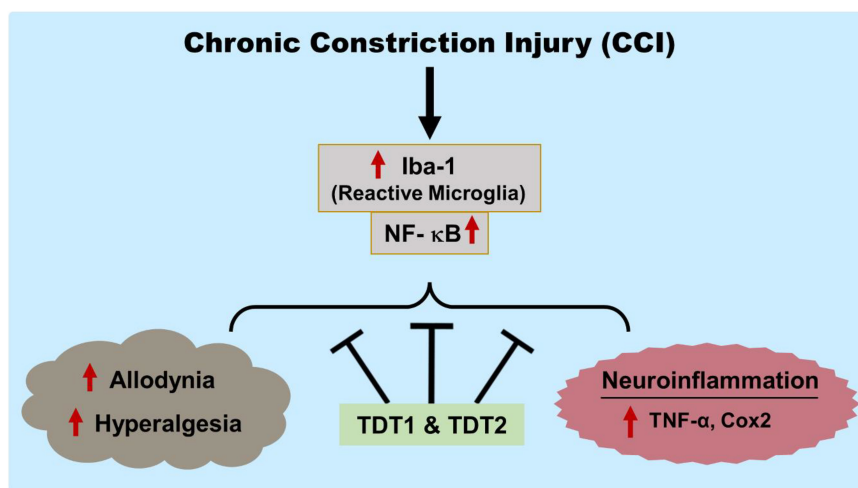 Chronic Constriction Injury (CCI)
Iba-1
(Reactive Microglia)
NF- κB
Allodynia
Hyperalgesia
TDT1 & TDT2
Neuroinflammation
TNF-α, Cox2